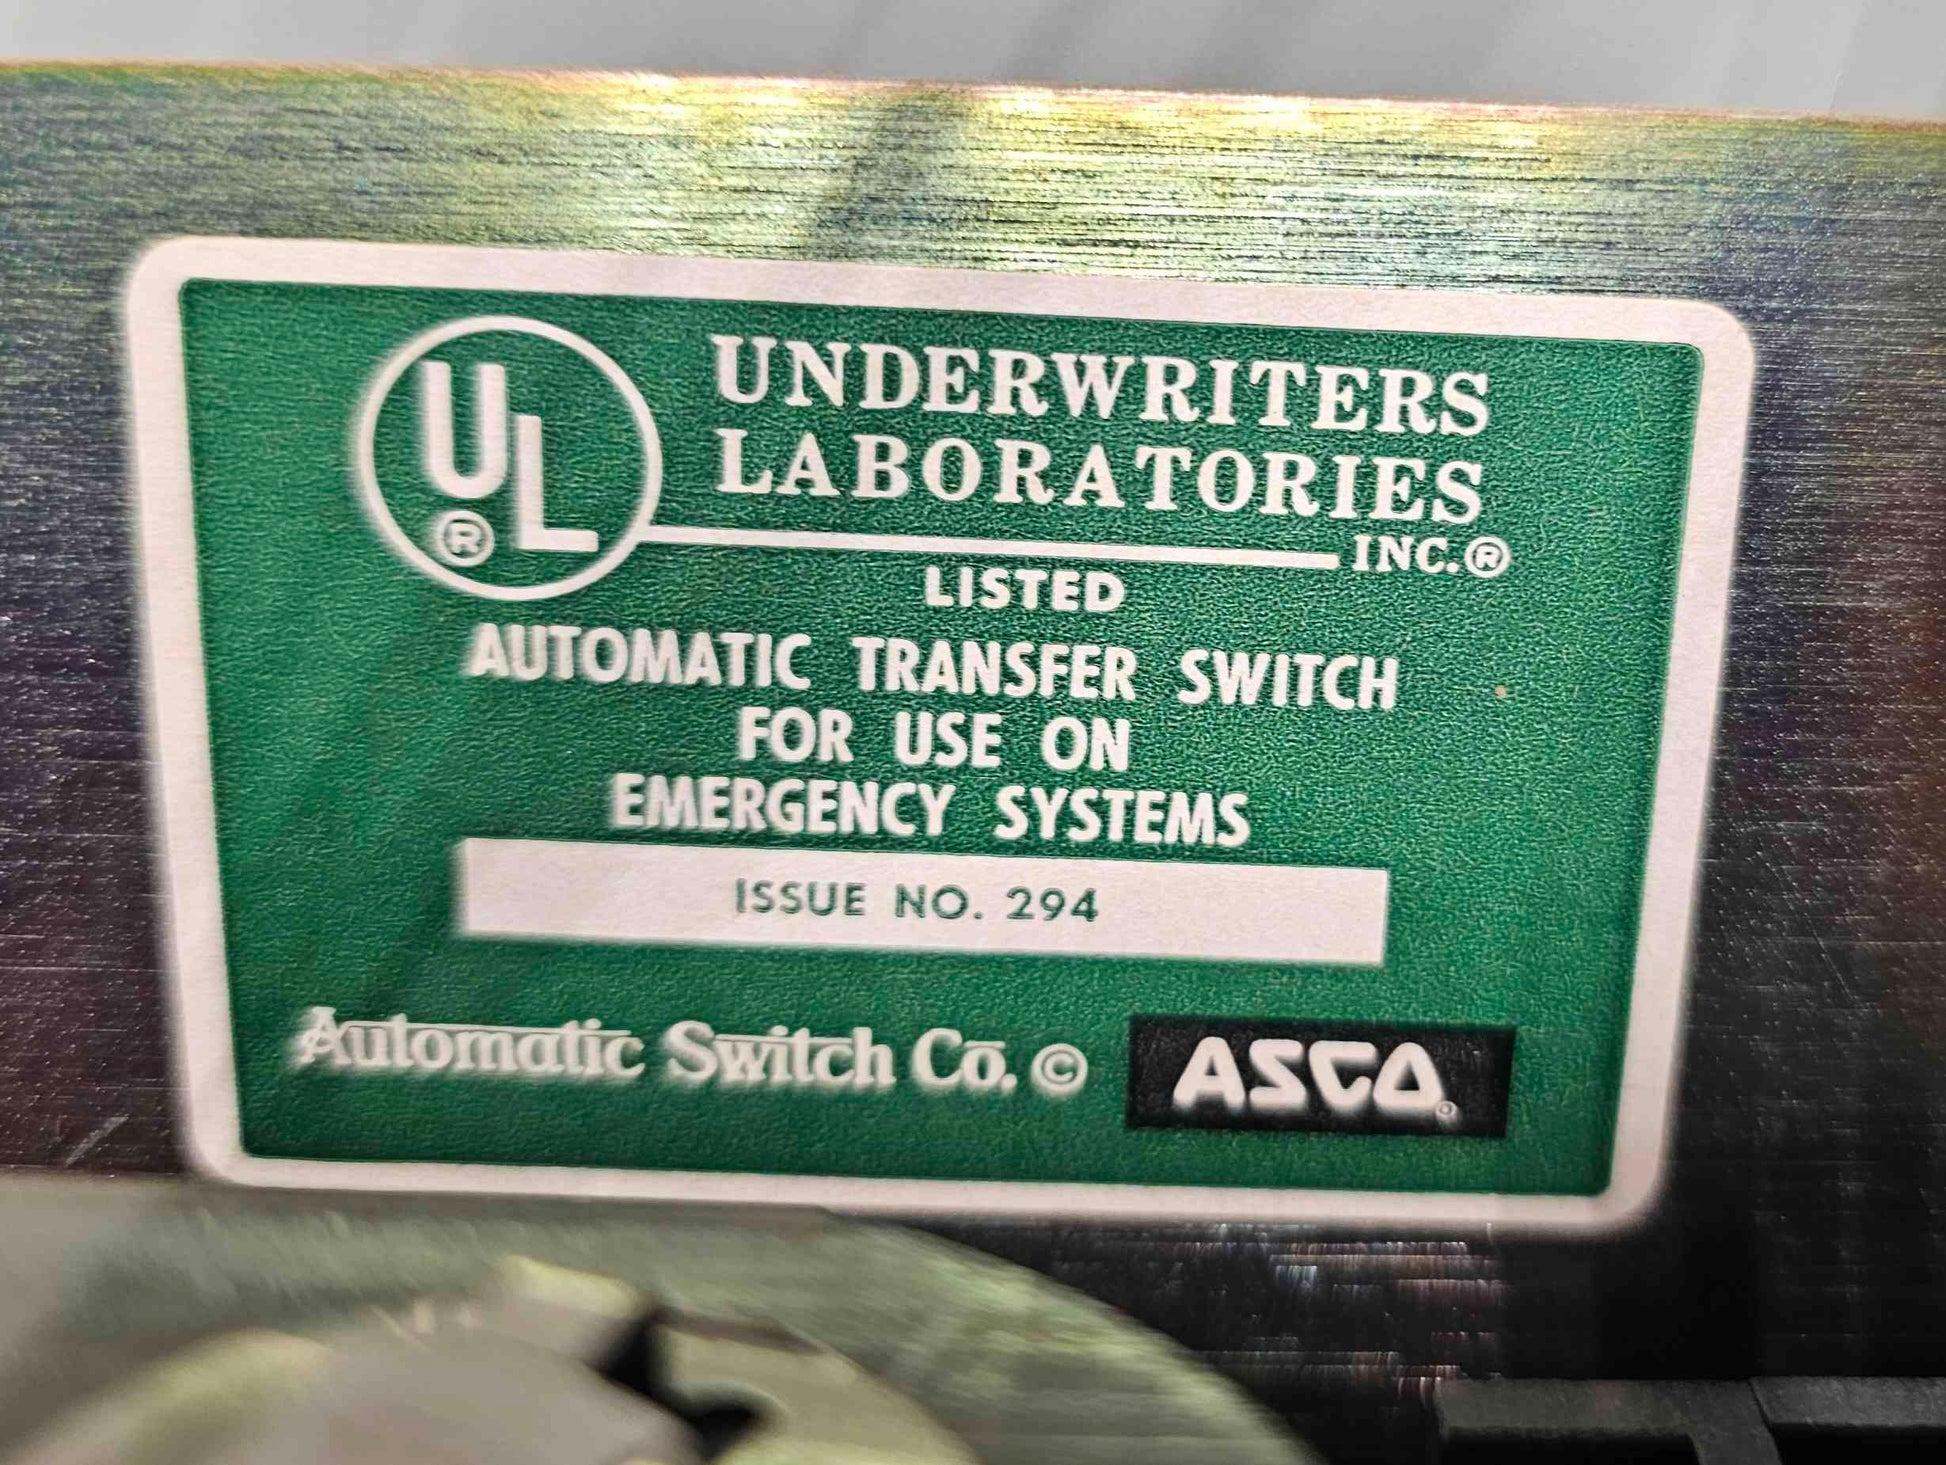 UL®
UNDERWRITERS
LABORATORIES
INC.®
LISTED
AUTOMATIC TRANSFER SWITCH
FOR USE ON
EMERGENCY SYSTEMS
ISSUE NO. 294
Automatic Switch Co. © ASCO®